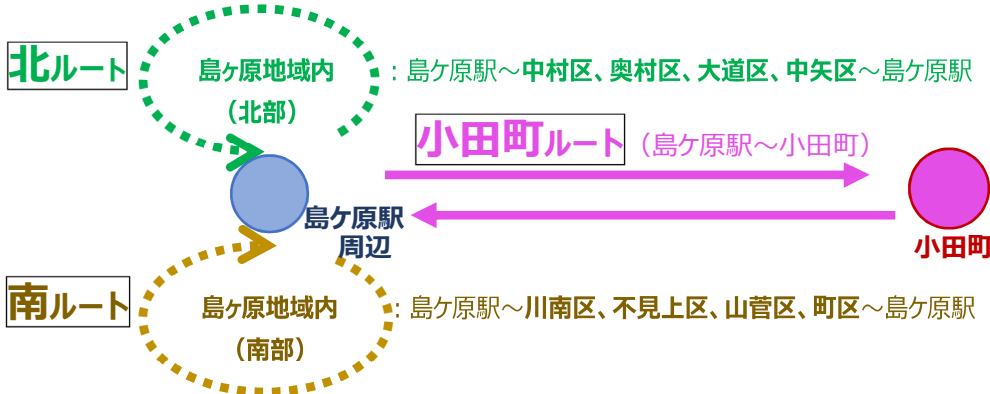 北ルート
島ヶ原地域内
（北部）
：島ケ原駅～中村区、奥村区、大道区、中矢区～島ケ原駅
小田町ルート（島ケ原駅～小田町）
島ケ原駅
周辺
小田町
南ルート
島ヶ原地域内
（南部）
：島ケ原駅～川南区、不見上区、山菅区、町区～島ケ原駅